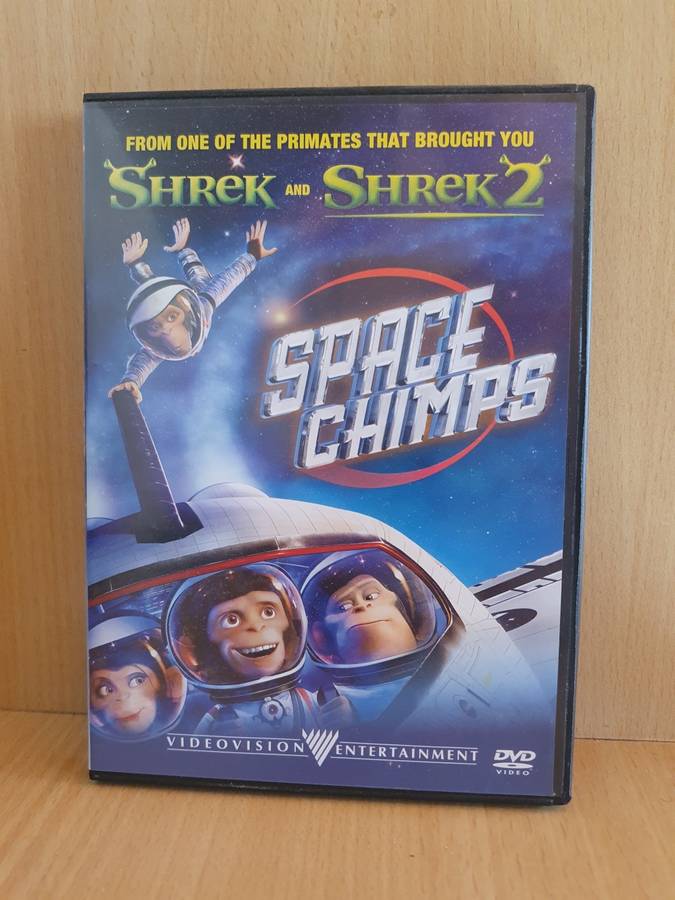 FROM ONE OF THE PRIMATES THAT BROUGHT YOU
SHREK AND SHREK 2
SPACE
CHIMPS
VIDEOVISION ENTERTAINMENT
DVD
VIDEO